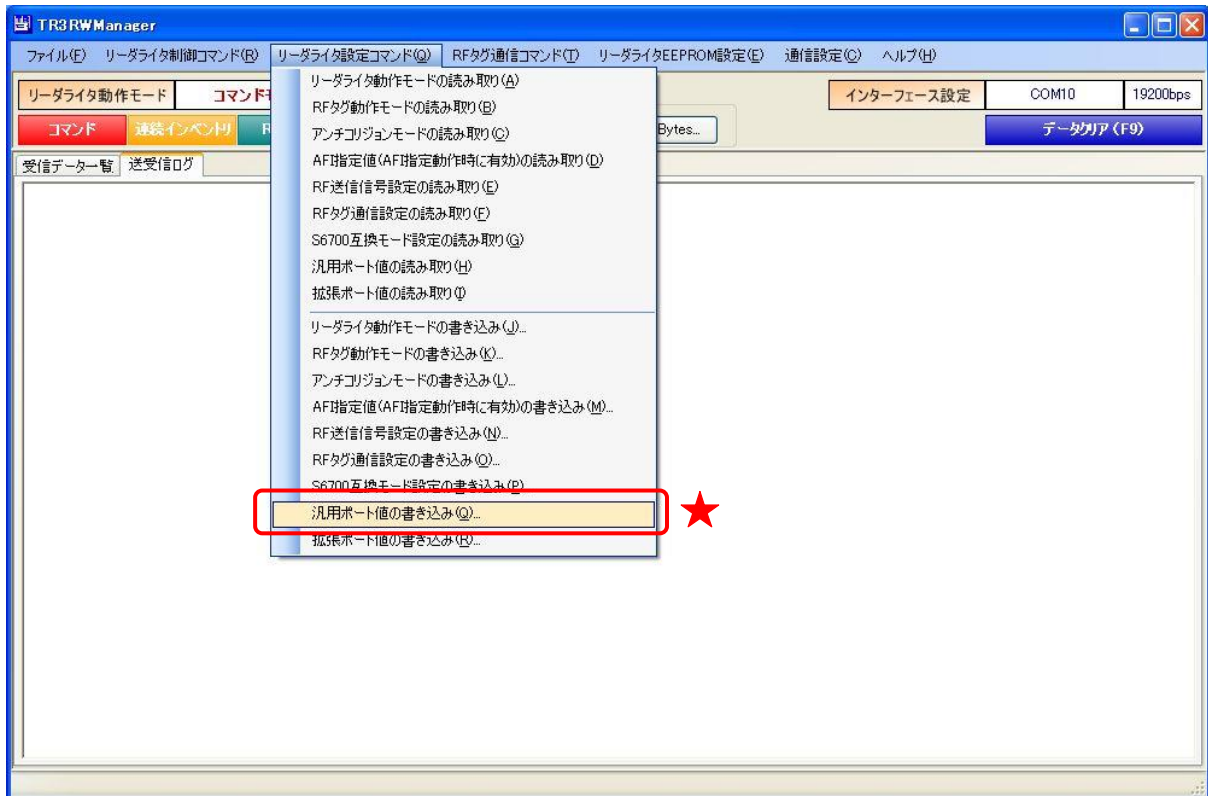 TR3RWManager
ファイル(F) リーダライタ制御コマンド(R) リーダライタ設定コマンド(Q) RFタグ通信コマンド(T) リーダライタEEPROM設定(E) 通信設定(C) ヘルプ(H)
リーダライタ動作モード コマンド インターフェース設定 COM10 19200bps
コマンド 連続インベントリ R Bytes... データクリア(F9)
受信データ一覧 送受信ログ
リーダライタ動作モードの読み取り(A)
RFタグ動作モードの読み取り(B)
アンチコリジョンモードの読み取り(C)
AFI指定値(AFI指定動作時に有効)の読み取り(D)
RF送信信号設定の読み取り(E)
RFタグ通信設定の読み取り(F)
S6700互換モード設定の読み取り(G)
汎用ポート値の読み取り(H)
拡張ポート値の読み取り(I)
リーダライタ動作モードの書き込み(J)...
RFタグ動作モードの書き込み(K)...
アンチコリジョンモードの書き込み(L)...
AFI指定値(AFI指定動作時に有効)の書き込み(M)...
RF送信信号設定の書き込み(N)...
RFタグ通信設定の書き込み(O)...
S6700互換モード設定の書き込み(P)
汎用ポート値の書き込み(Q)...
拡張ポート値の書き込み(R)...